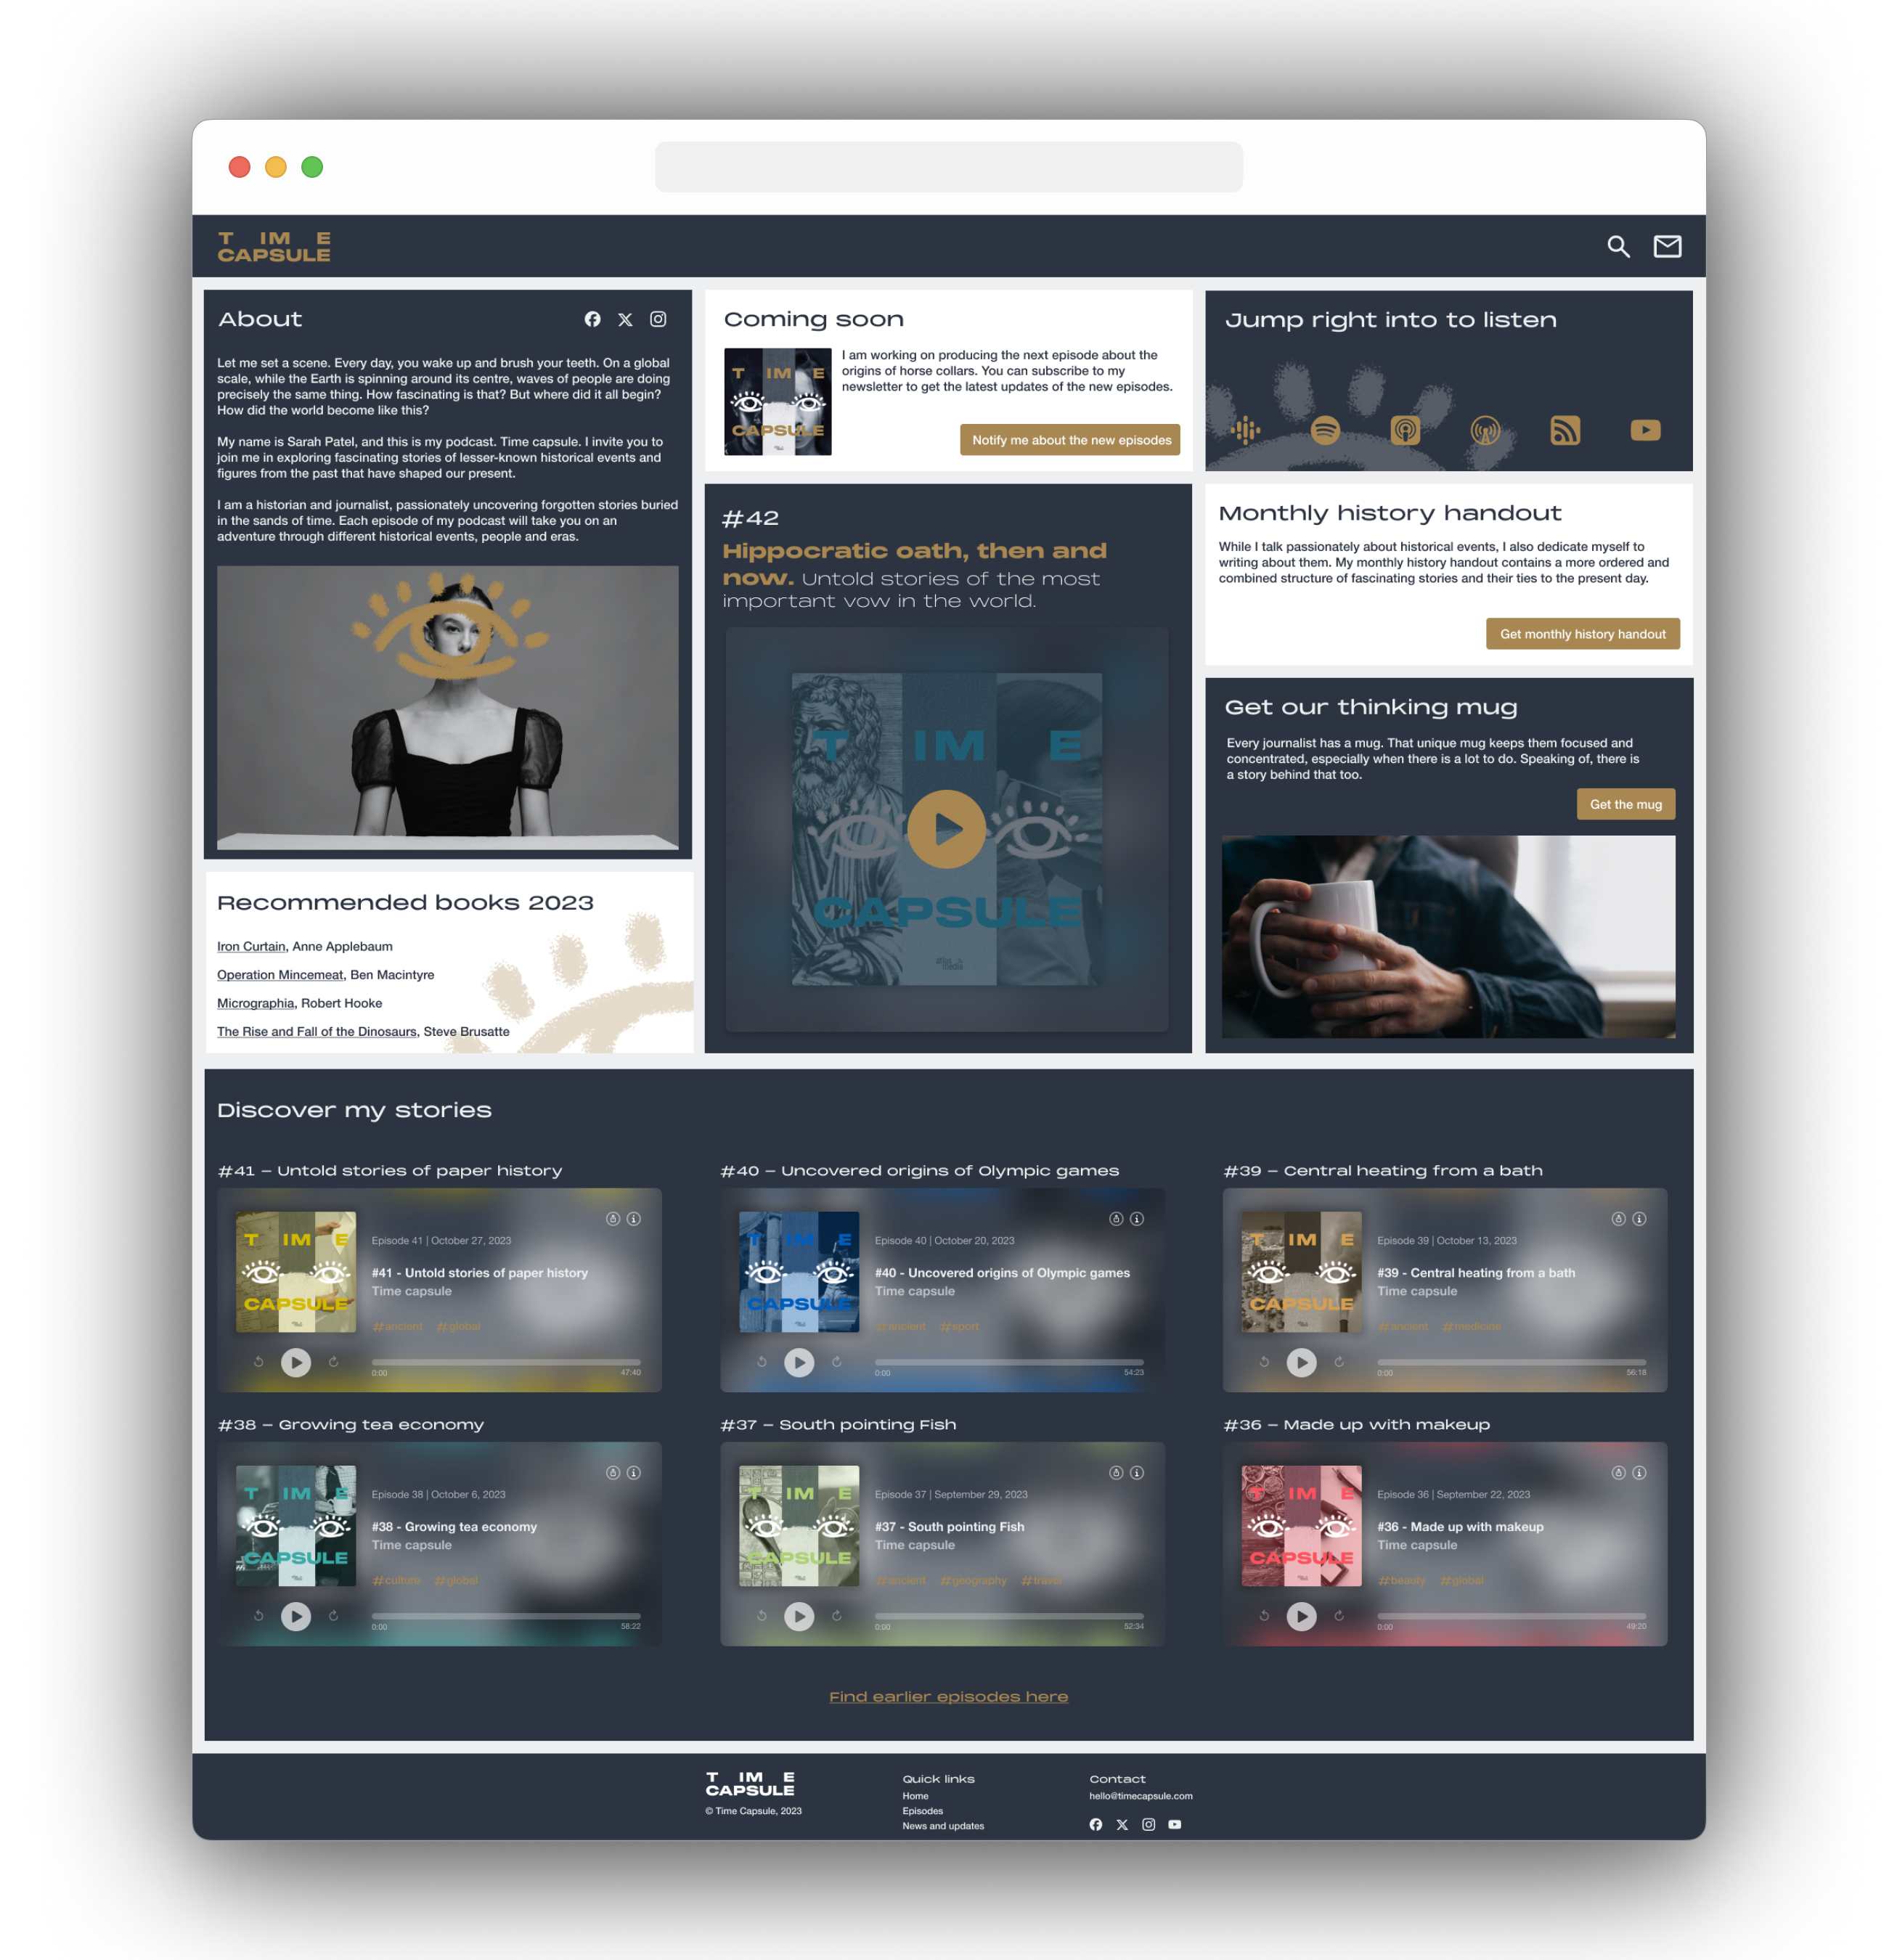 T IM E
CAPSULE
About
Let me set a scene. Every day, you wake up and brush your teeth. On a global
scale, while the Earth is spinning around its centre, waves of people are doing
precisely the same thing. How fascinating is that? But where did it all begin?
How did the world become like this?
My name is Sarah Patel, and this is my podcast. Time capsule. I invite you to
join me in exploring fascinating stories of lesser-known historical events and
figures from the past that have shaped our present.
I am a historian and journalist, passionately uncovering forgotten stories buried
in the sands of time. Each episode of my podcast will take you on an
adventure through different historical events, people and eras.
Recommended books 2023
Iron Curtain, Anne Applebaum
Operation Mincemeat, Ben Macintyre
Micrographia, Robert Hooke
The Rise and Fall of the Dinosaurs, Steve Brusatte
Coming soon
T IM E
CAPSULE
I am working on producing the next episode about the
origins of horse collars. You can subscribe to my
newsletter to get the latest updates of the new episodes.
Notify me about the new episodes
#42
Hippocratic oath, then and
now. Untold stories of the most
important vow in the world.
T IM E
CAPSULE
atlas
media
Jump right into to listen
Monthly history handout
While I talk passionately about historical events, I also dedicate myself to
writing about them. My monthly history handout contains a more ordered and
combined structure of fascinating stories and their ties to the present day.
Get monthly history handout
Get our thinking mug
Every journalist has a mug. That unique mug keeps them focused and
concentrated, especially when there is a lot to do. Speaking of, there is
a story behind that too.
Get the mug
Discover my stories
#41 – Untold stories of paper history
T IM E
CAPSULE
Episode 41 | October 27, 2023
#41 - Untold stories of paper history
Time capsule
#ancient #global
0:00 47:40
#40 – Uncovered origins of Olympic games
T IM E
CAPSULE
Episode 40 | October 20, 2023
#40 - Uncovered origins of Olympic games
Time capsule
#ancient #sport
0:00 54:23
#39 – Central heating from a bath
T IM E
CAPSULE
Episode 39 | October 13, 2023
#39 - Central heating from a bath
Time capsule
#ancient #medicine
0:00 56:18
#38 – Growing tea economy
T IM E
CAPSULE
Episode 38 | October 6, 2023
#38 - Growing tea economy
Time capsule
#culture #global
0:00 58:22
#37 – South pointing Fish
T IM E
CAPSULE
Episode 37 | September 29, 2023
#37 - South pointing Fish
Time capsule
#ancient #geography #travel
0:00 52:34
#36 – Made up with makeup
T IM E
CAPSULE
Episode 36 | September 22, 2023
#36 - Made up with makeup
Time capsule
#beauty #global
0:00 49:20
Find earlier episodes here
T IM E
CAPSULE
© Time Capsule, 2023
Quick links
Home
Episodes
News and updates
Contact
hello@timecapsule.com